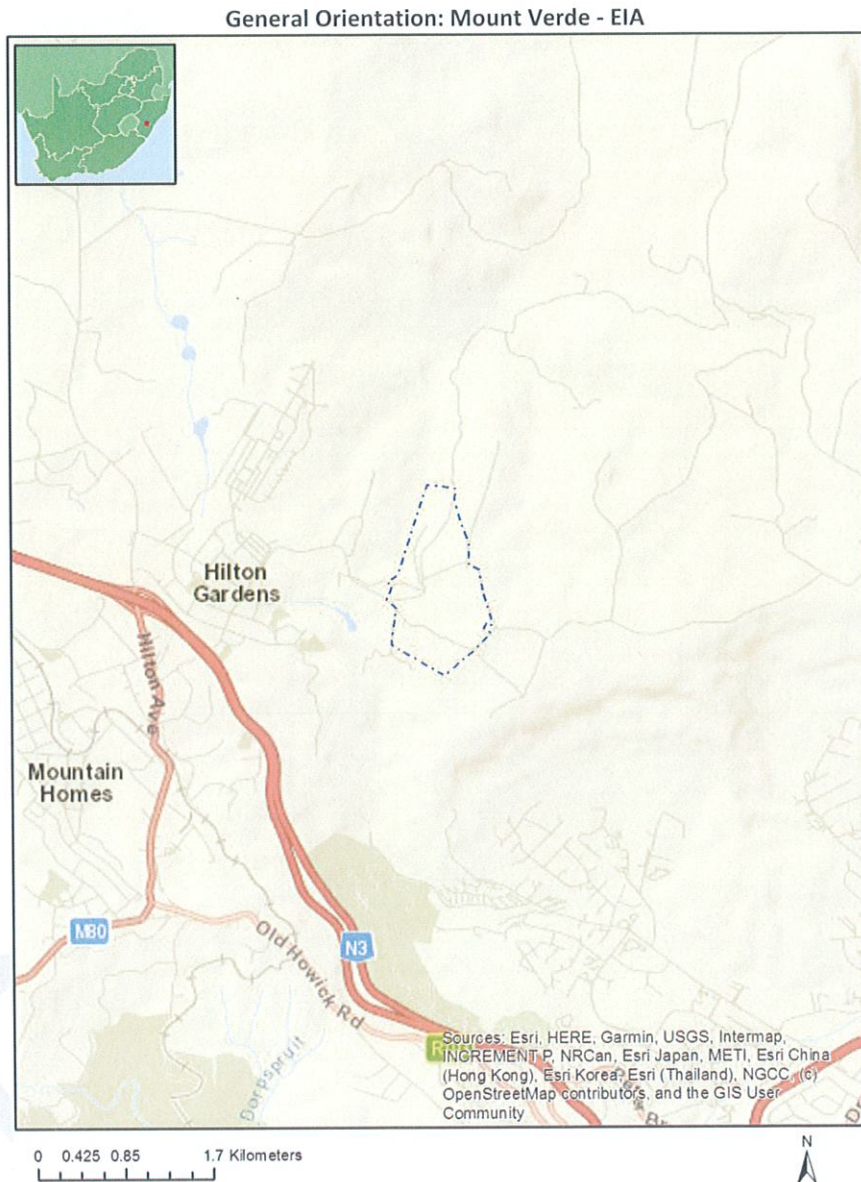 General Orientation: Mount Verde - EIA
Hilton
Gardens
Hilton Ave
Mountain
Homes
M80
Old Howick Rd
N3
Dorpspruit
Sources: Esri, HERE, Garmin, USGS, Intermap,
INCREMENT P, NRCan, Esri Japan, METI, Esri China
(Hong Kong), Esri Korea, Esri (Thailand), NGCC, (c)
OpenStreetMap contributors, and the GIS User
Community
0 0.425 0.85 1.7 Kilometers
N